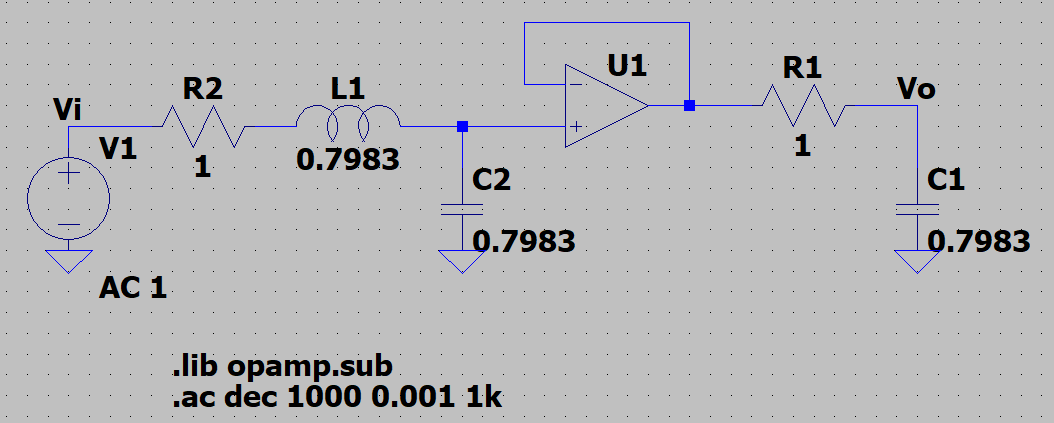 Vi
V1
AC 1
R2
1
L1
0.7983
C2
0.7983
U1
R1
1
Vo
C1
0.7983
.lib opamp.sub
.ac dec 1000 0.001 1k